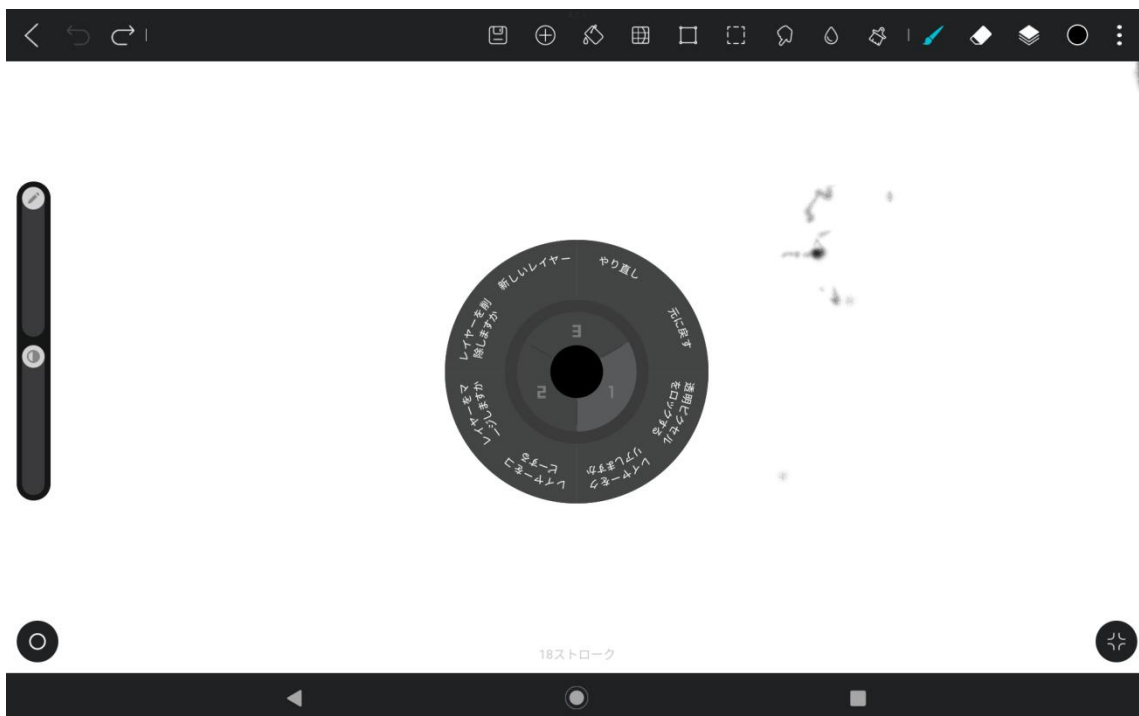 やり直し
元に戻す
透明ピクセル
をロックする
レイヤーをク
リアしますか
レイヤーをコ
ピーする
レイヤーをマ
ージしますか
レイヤーを削
除しますか
新しいレイヤー
3
2
1
18ストローク